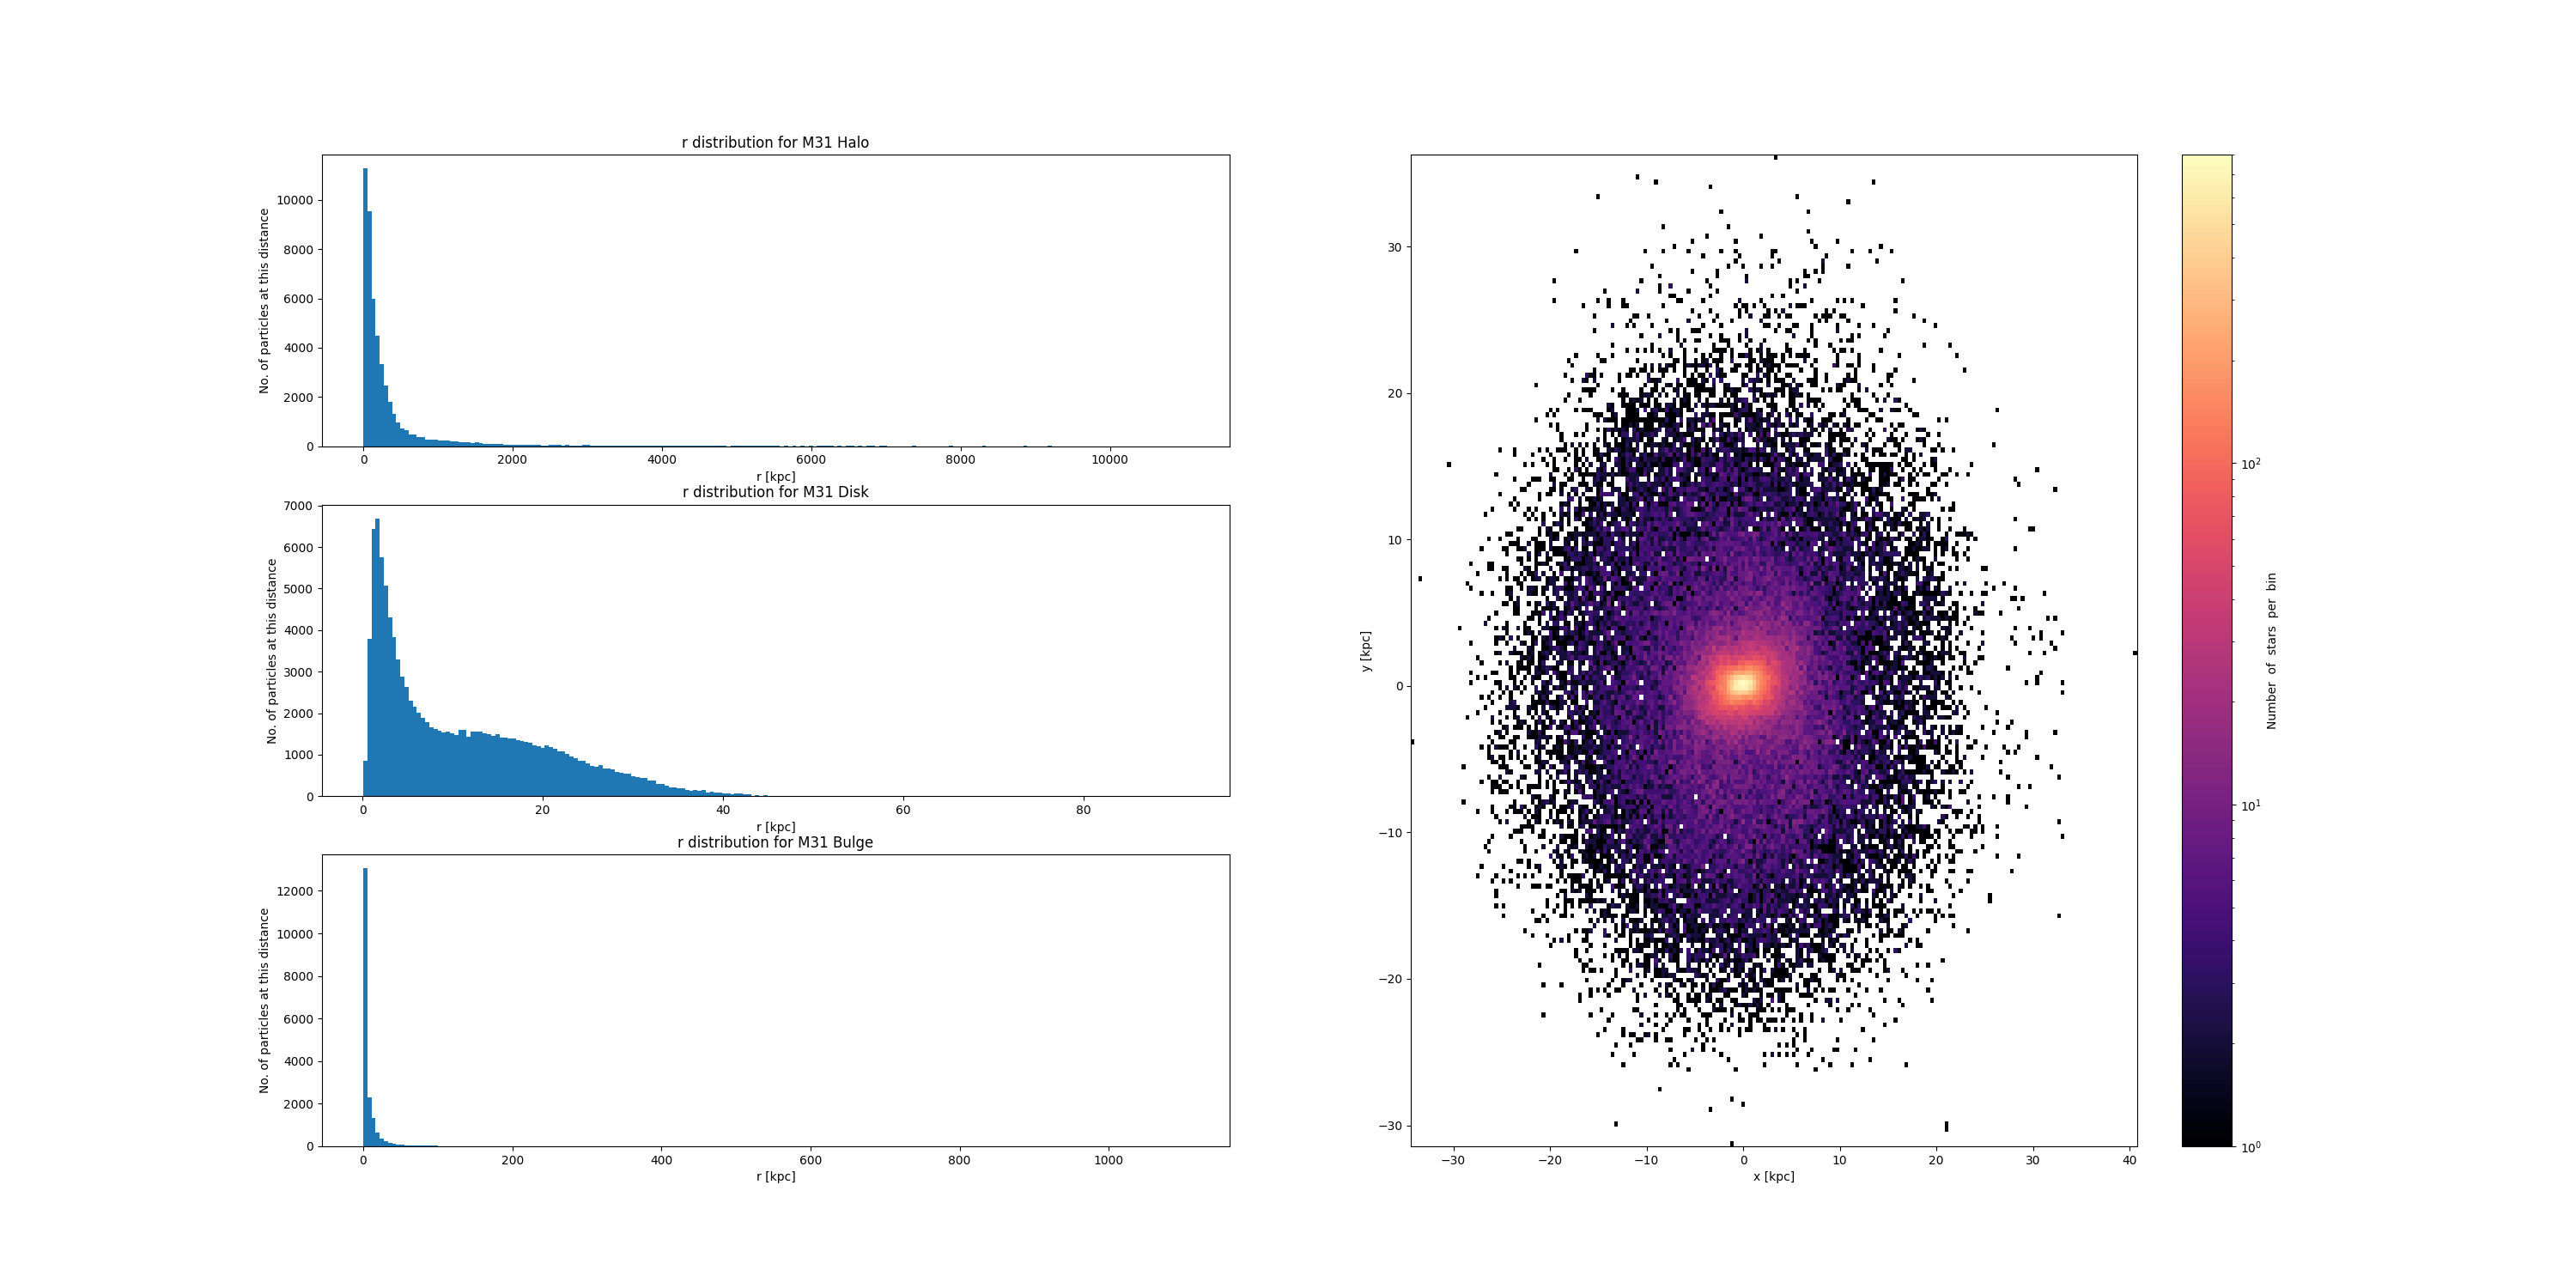 r distribution for M31 Halo
No. of particles at this distance
10000
8000
6000
4000
2000
0
0 2000 4000 6000 8000 10000
r [kpc]
r distribution for M31 Disk
No. of particles at this distance
7000
6000
5000
4000
3000
2000
1000
0
0 20 40 60 80
r [kpc]
r distribution for M31 Bulge
No. of particles at this distance
12000
10000
8000
6000
4000
2000
0
0 200 400 600 800 1000
r [kpc]
y [kpc]
30
20
10
0
−10
−20
−30
−30 −20 −10 0 10 20 30 40
x [kpc]
10²
10¹
10⁰
Number of stars per bin